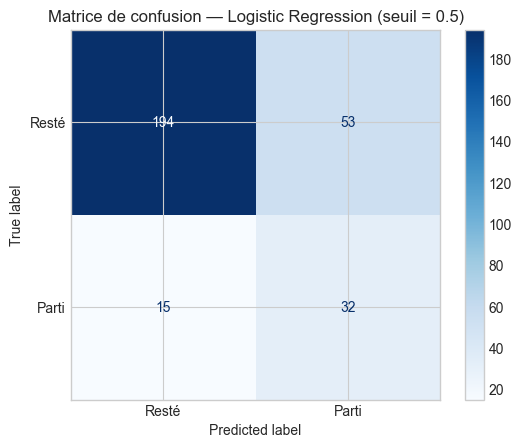 Matrice de confusion — Logistic Regression (seuil = 0.5)
True label
Resté
194
53
Parti
15
32
Resté
Parti
Predicted label
180
160
140
120
100
80
60
40
20